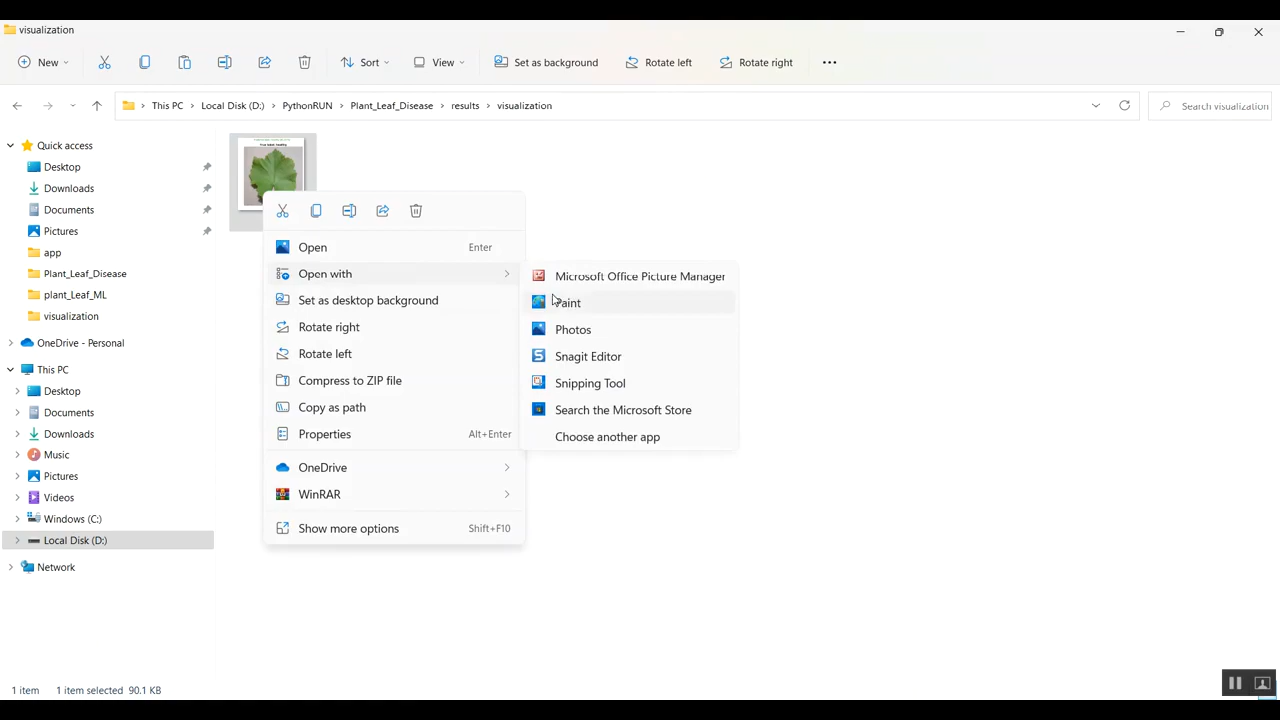 visualization
New
Sort
View
Set as background
Rotate left
Rotate right
This PC > Local Disk (D:) > PythonRUN > Plant_Leaf_Disease > results > visualization
Search visualization
Quick access
Desktop
Downloads
Documents
Pictures
app
Plant_Leaf_Disease
plant_Leaf_ML
visualization
OneDrive - Personal
This PC
Desktop
Documents
Downloads
Music
Pictures
Videos
Windows (C:)
Local Disk (D:)
Network
Open Enter
Open with
Set as desktop background
Rotate right
Rotate left
Compress to ZIP file
Copy as path
Properties Alt+Enter
OneDrive
WinRAR
Show more options Shift+F10
Microsoft Office Picture Manager
Paint
Photos
Snagit Editor
Snipping Tool
Search the Microsoft Store
Choose another app
1 item 1 item selected 90.1 KB